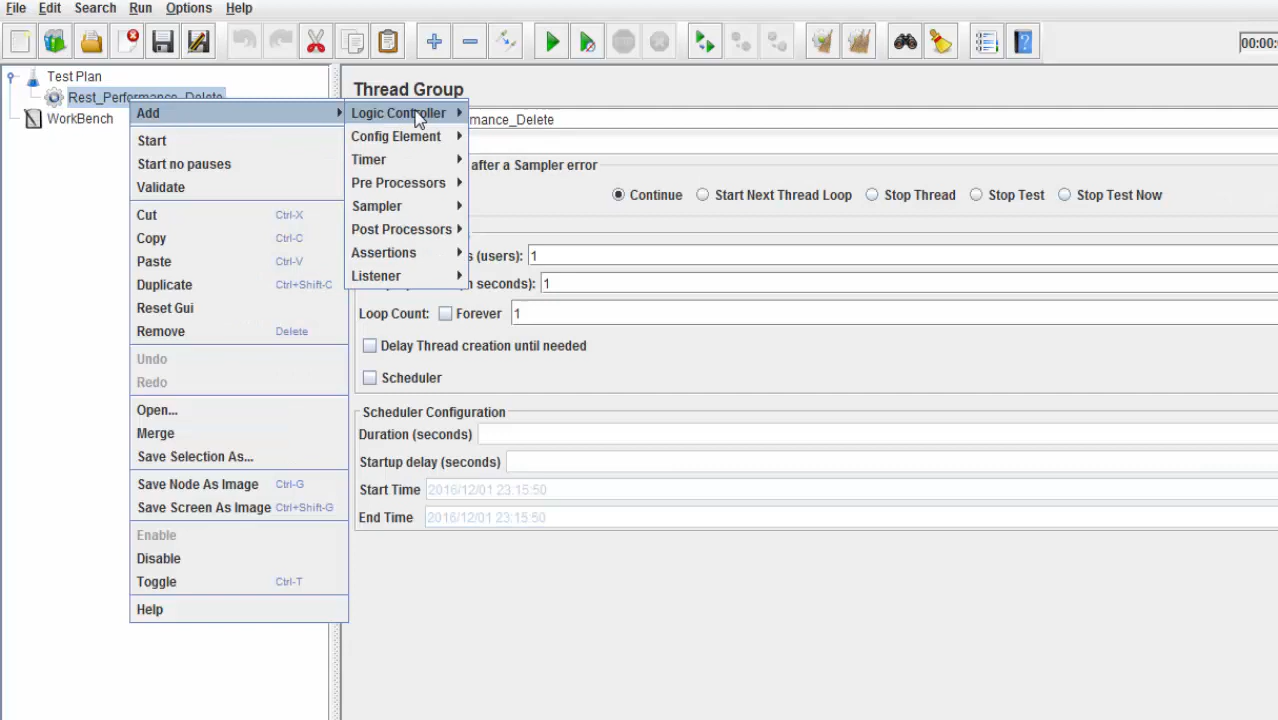 File Edit Search Run Options Help
00:00:
Test Plan
Rest_Performance_Delete
WorkBench
Add
Start
Start no pauses
Validate
Cut Ctrl-X
Copy Ctrl-C
Paste Ctrl-V
Duplicate Ctrl+Shift-C
Reset Gui
Remove Delete
Undo
Redo
Open...
Merge
Save Selection As...
Save Node As Image Ctrl-G
Save Screen As Image Ctrl+Shift-G
Enable
Disable
Toggle Ctrl-T
Help
Logic Controller
Config Element
Timer
Pre Processors
Sampler
Post Processors
Assertions
Listener
Thread Group
mance_Delete
after a Sampler error
Continue Start Next Thread Loop Stop Thread Stop Test Stop Test Now
(users): 1
seconds): 1
Loop Count: Forever 1
Delay Thread creation until needed
Scheduler
Scheduler Configuration
Duration (seconds)
Startup delay (seconds)
Start Time 2016/12/01 23:15:50
End Time 2016/12/01 23:15:50